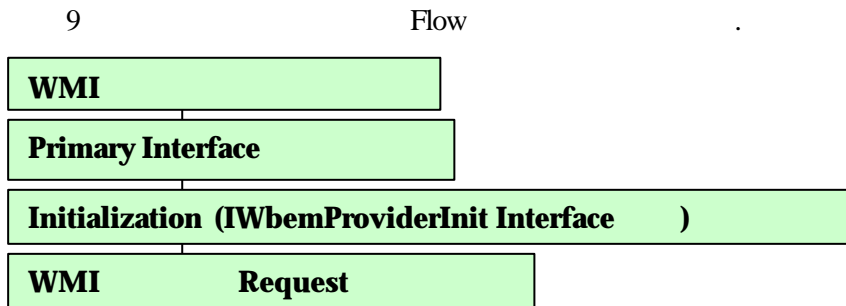 9 Flow .
WMI
Primary Interface
Initialization (IWbemProviderInit Interface )
WMI Request